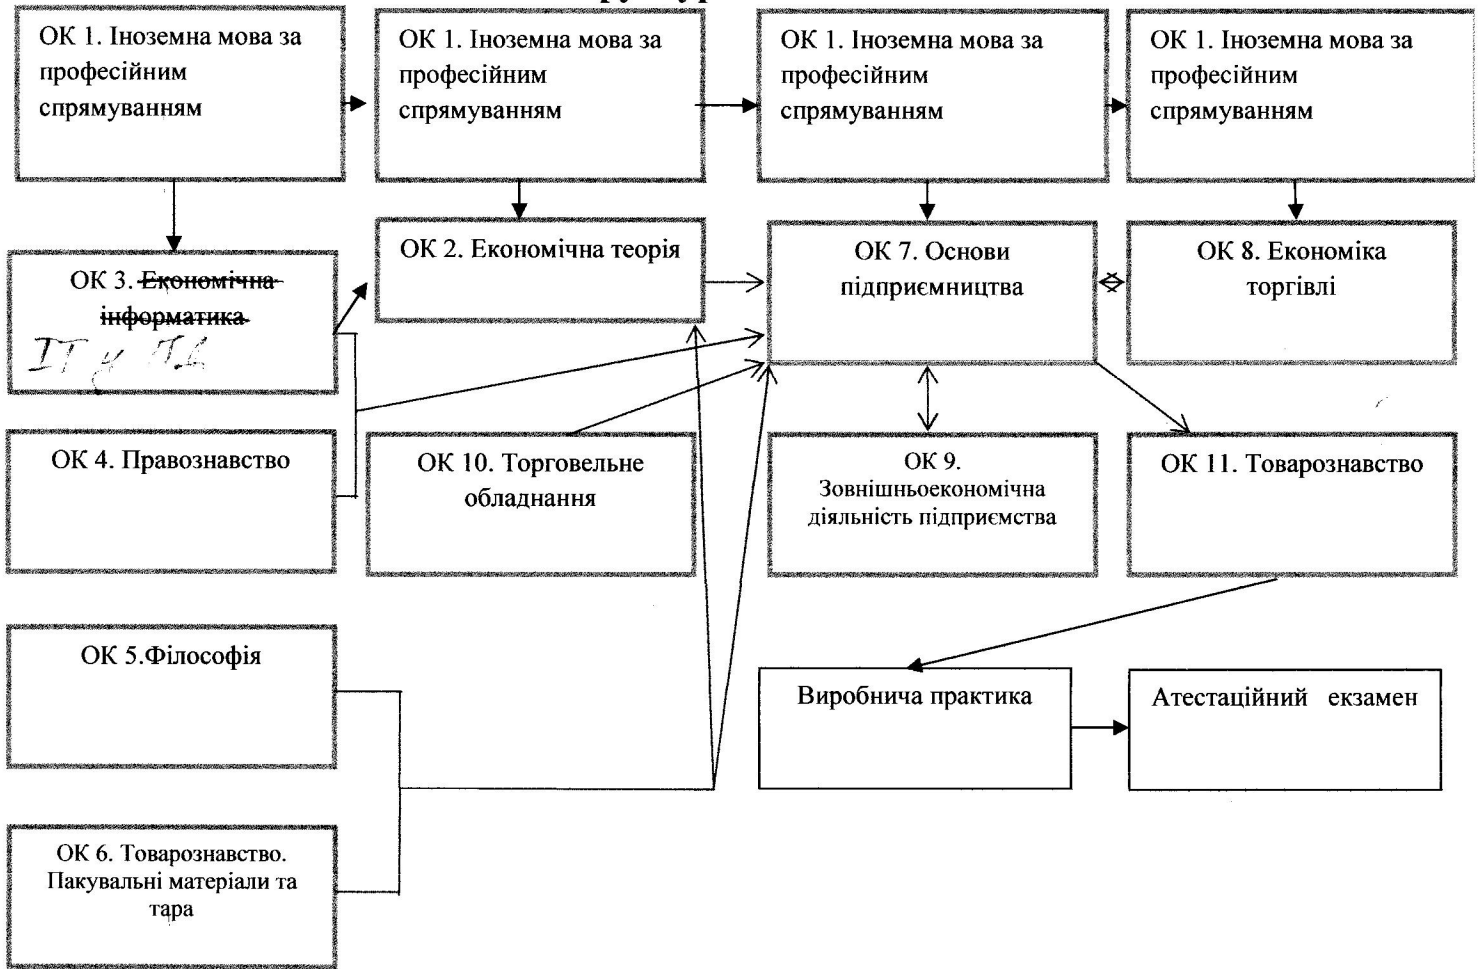 ОК 1. Іноземна мова за
професійним
спрямуванням
ОК 1. Іноземна мова за
професійним
спрямуванням
ОК 1. Іноземна мова за
професійним
спрямуванням
ОК 1. Іноземна мова за
професійним
спрямуванням
ОК 3. Економічна
інформатика
ІТ у ПД
ОК 2. Економічна теорія
ОК 7. Основи
підприємництва
ОК 8. Економіка
торгівлі
ОК 4. Правознавство
ОК 10. Торговельне
обладнання
ОК 9.
Зовнішньоекономічна
діяльність підприємства
ОК 11. Товарознавство
ОК 5.Філософія
Виробнича практика
Атестаційний екзамен
ОК 6. Товарознавство.
Пакувальні матеріали та
тара